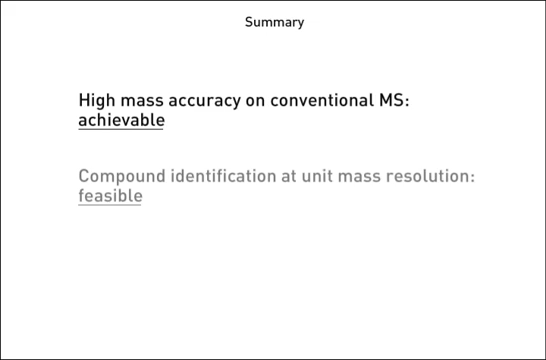 Summary
High mass accuracy on conventional MS:
achievable
Compound identification at unit mass resolution:
feasible